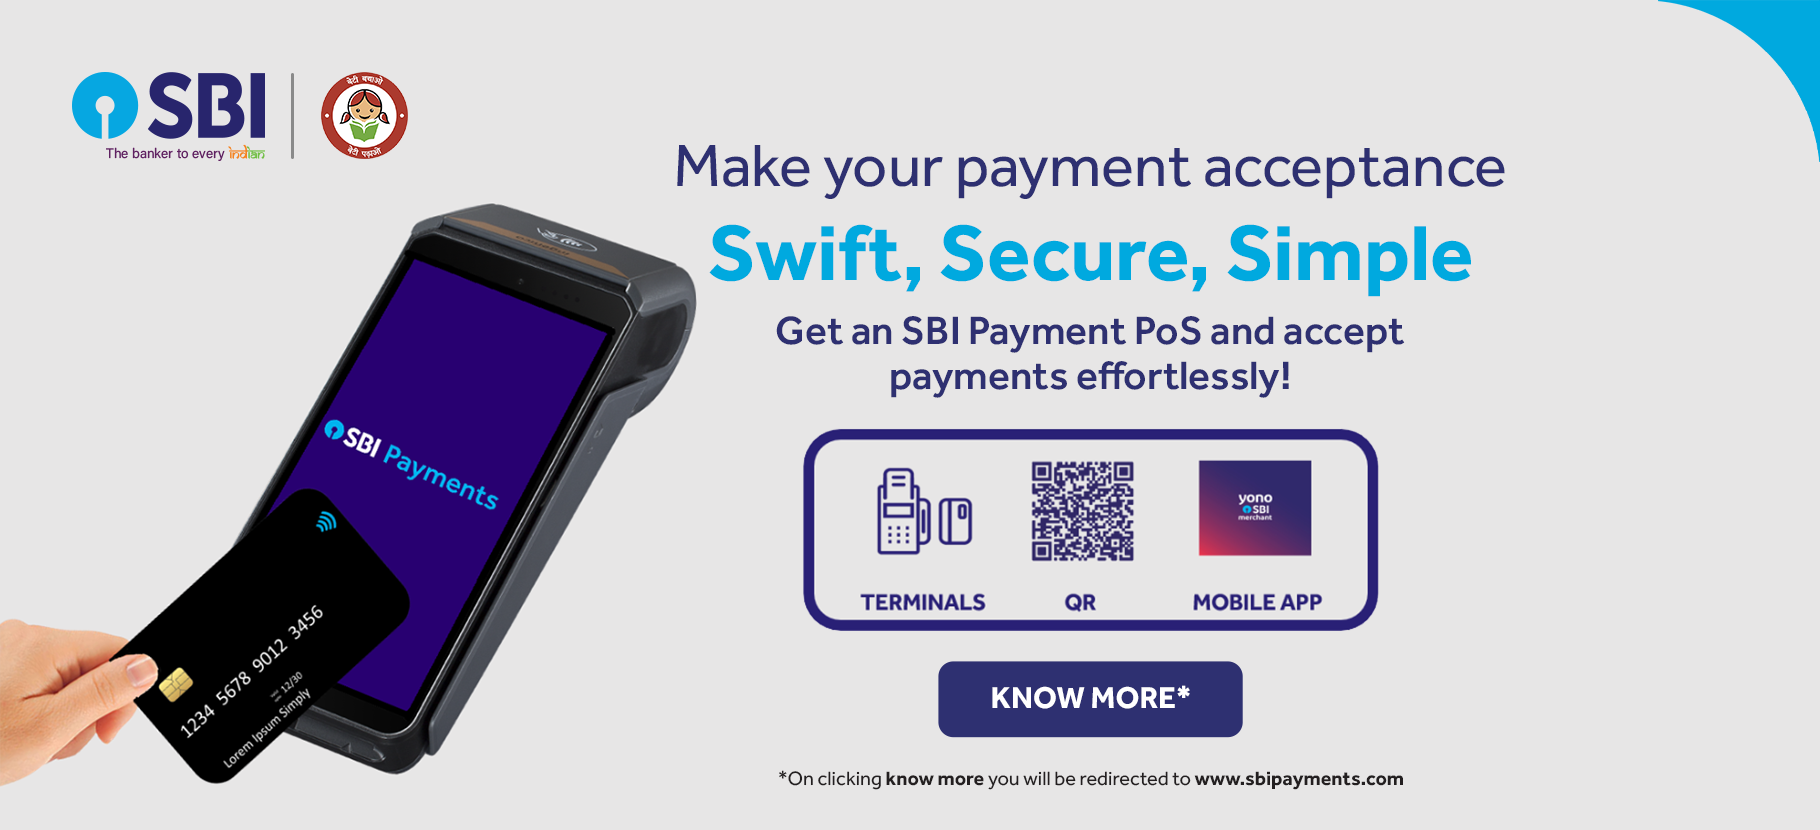 SBI
The banker to every indian
बेटी बचाओ
बेटी पढ़ाओ
Make your payment acceptance
Swift, Secure, Simple
Get an SBI Payment PoS and accept
payments effortlessly!
SBI Payments
1234 5678 9012 3456
12/30
Lorem Ipsum Simply
yono
SBI
merchant
TERMINALS
QR
MOBILE APP
KNOW MORE*
*On clicking know more you will be redirected to www.sbipayments.com